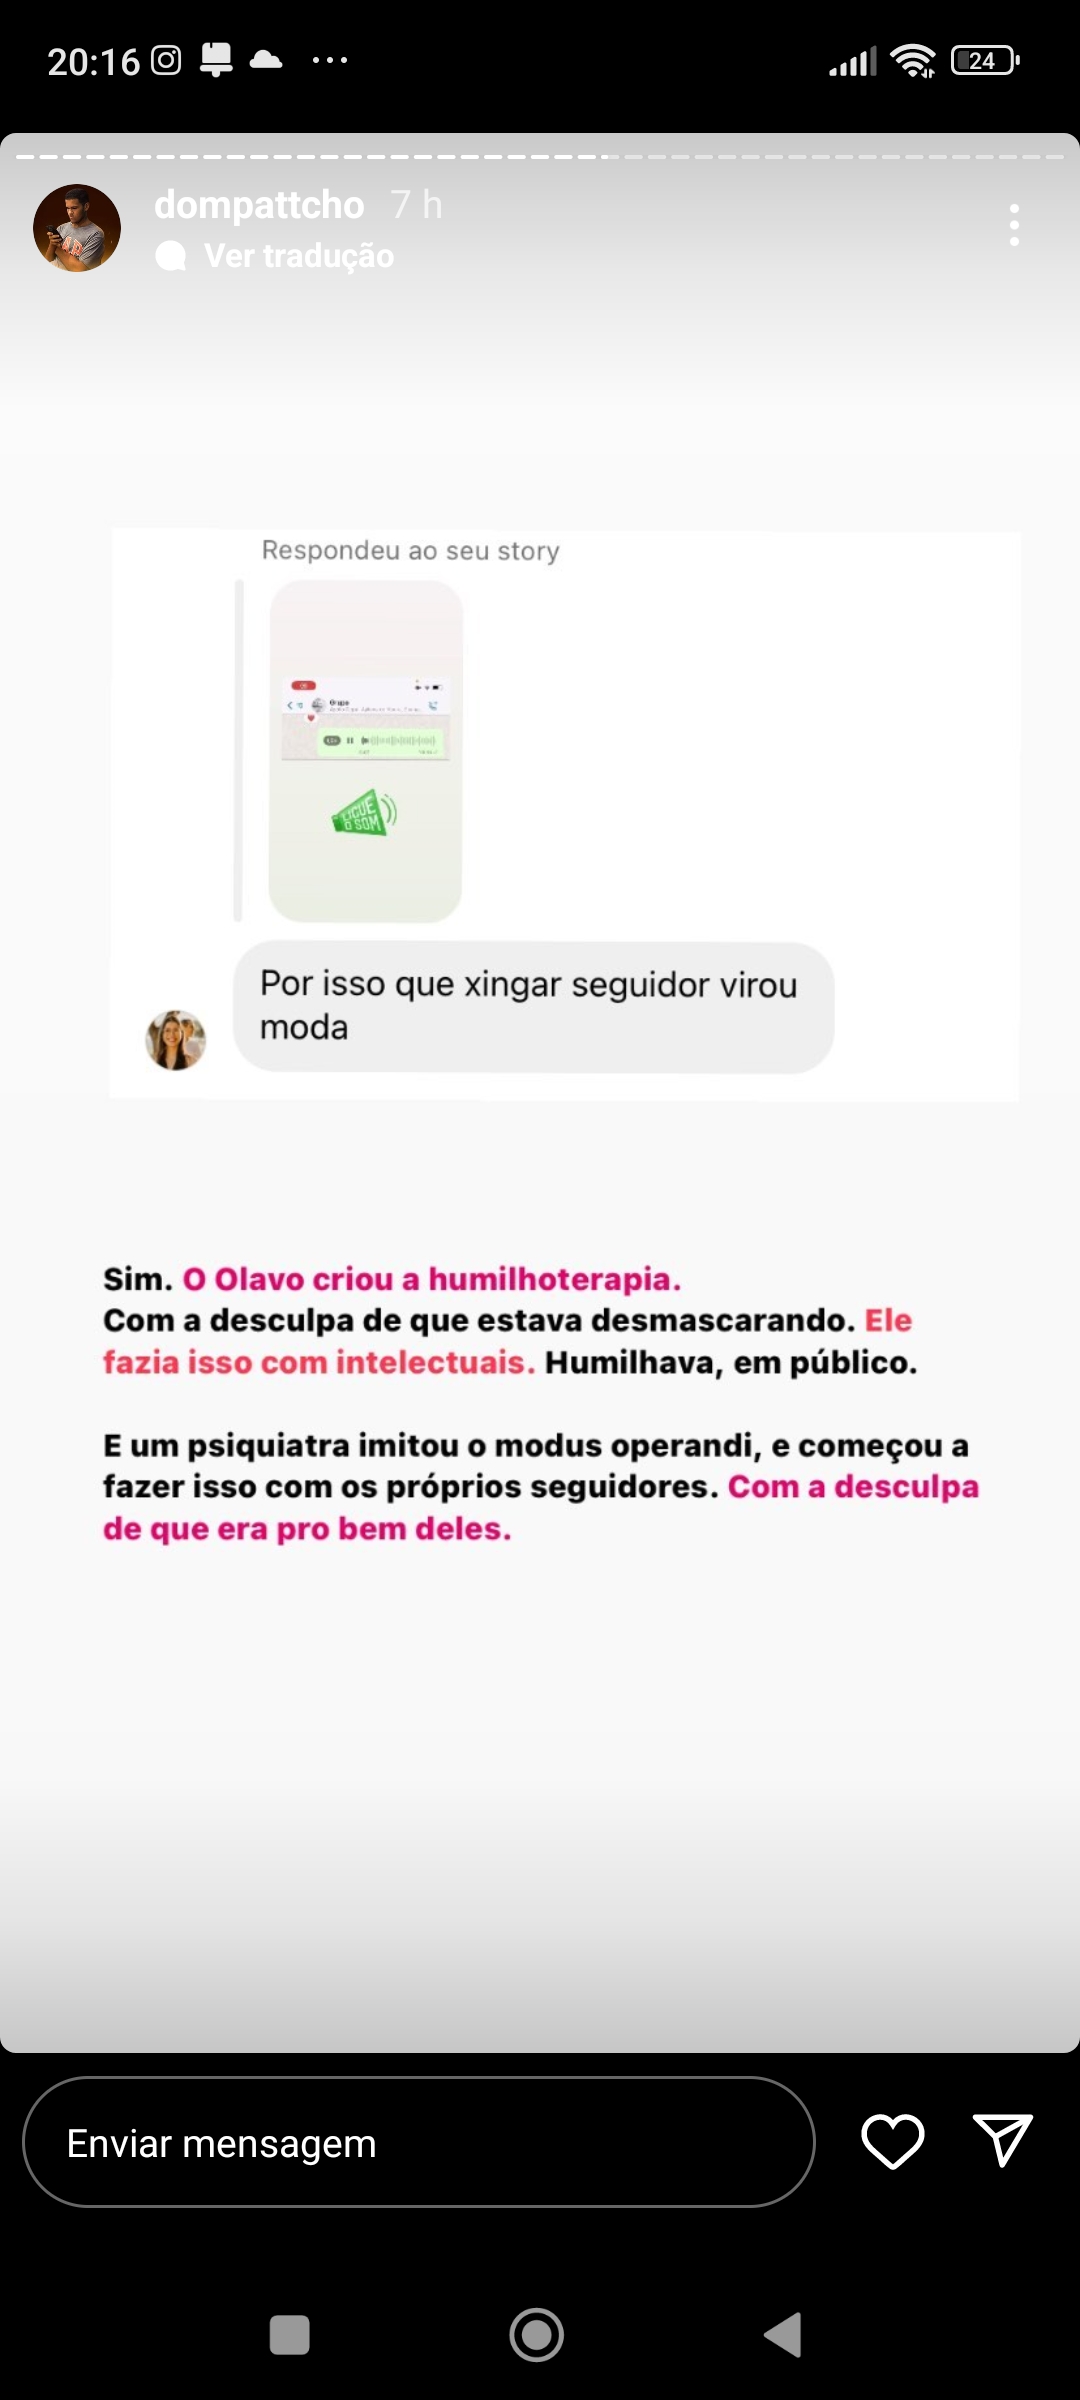 20:16
24
dompattcho 7 h
Ver tradução
Respondeu ao seu story
Grupo
LIGUE
O SOM
Por isso que xingar seguidor virou
moda
Sim. O Olavo criou a humilhoterapia.
Com a desculpa de que estava desmascarando. Ele
fazia isso com intelectuais. Humilhava, em público.
E um psiquiatra imitou o modus operandi, e começou a
fazer isso com os próprios seguidores. Com a desculpa
de que era pro bem deles.
Enviar mensagem